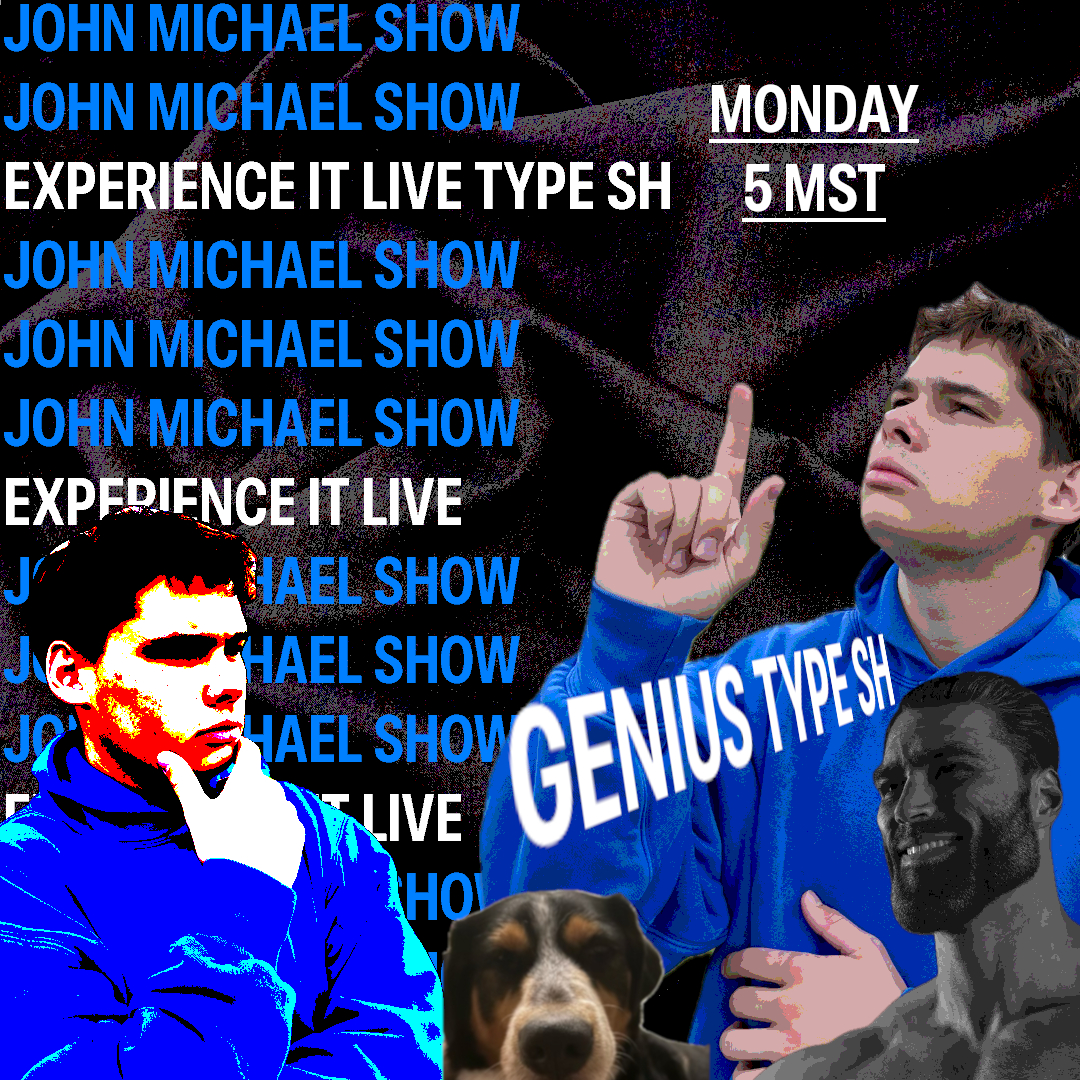 JOHN MICHAEL SHOW
JOHN MICHAEL SHOW
EXPERIENCE IT LIVE TYPE SH
JOHN MICHAEL SHOW
JOHN MICHAEL SHOW
JOHN MICHAEL SHOW
EXPERIENCE IT LIVE
HAEL SHOW
HAEL SHOW
HAEL SHOW
LIVE
SHOW
MONDAY
5 MST
GENIUS TYPE SH